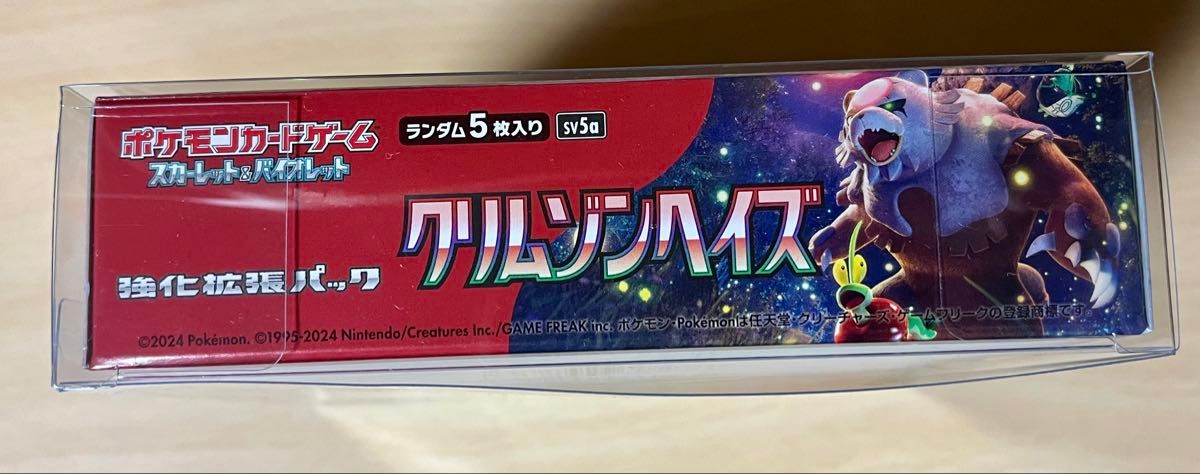 ポケモンカードゲーム
スカーレット&バイオレット
ランダム5枚入り
sv5a
クリムゾンヘイズ
強化拡張パック
©2024 Pokémon. ©1995-2024 Nintendo/Creatures Inc./GAME FREAK inc. ポケモン・Pokémonは任天堂・クリーチャーズ・ゲームフリークの登録商標です。